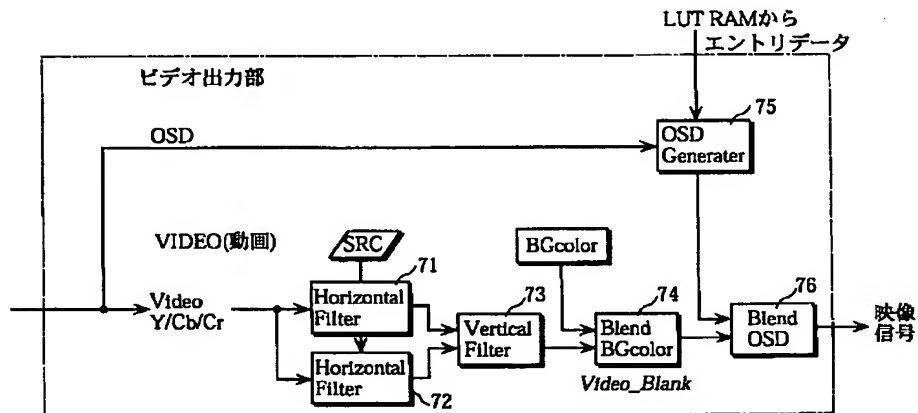 LUT RAMから
エントリデータ
ビデオ出力部
75
OSD
OSD
Generater
VIDEO(動画)
SRC
BGcolor
71
73
74
76
Video
Y/Cb/Cr
Horizontal
Filter
Vertical
Filter
Blend
BGcolor
Blend
OSD
映像
信号
Horizontal
Filter
72
Video_Blank